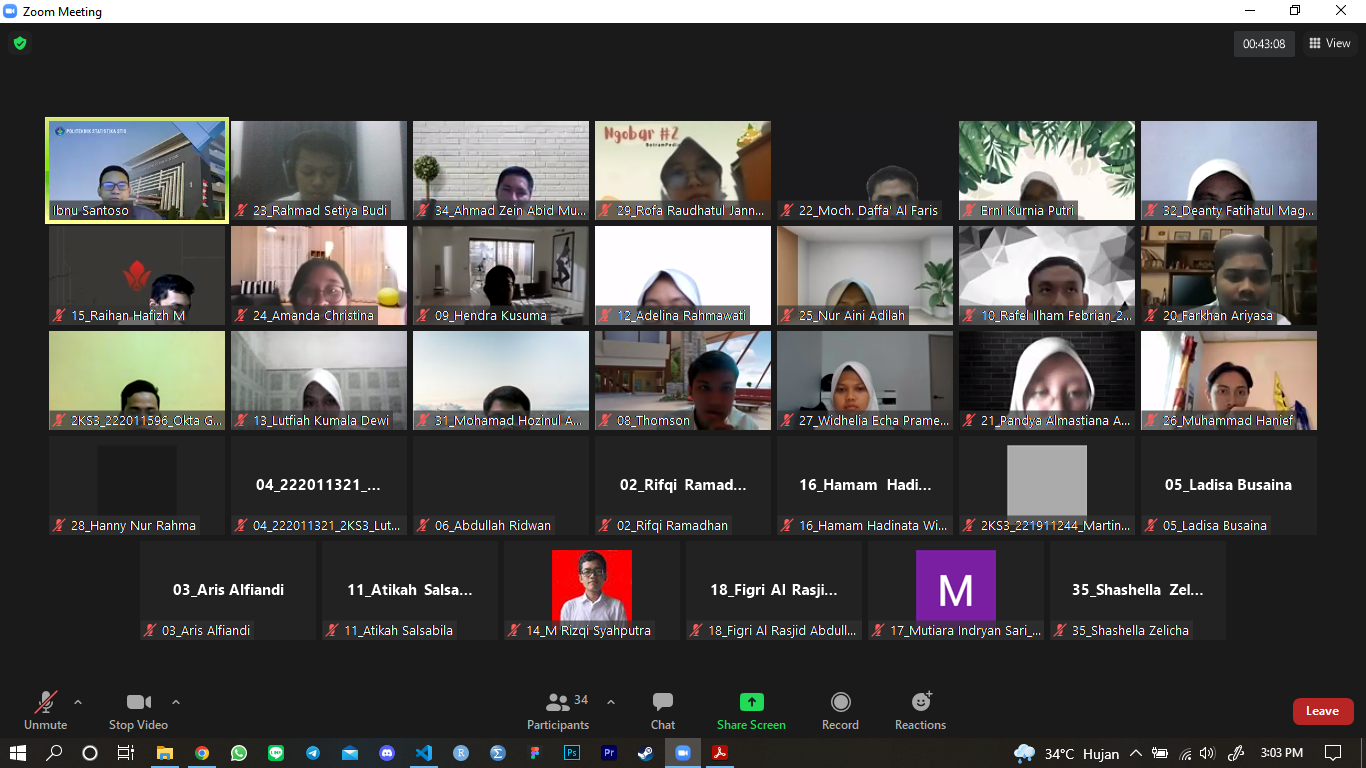 Zoom Meeting
00:43:08
View
POLITEKNIK STATISTIKA STIS
Ibnu Santoso
23_Rahmad Setiya Budi
34_Ahmad Zein Abid Mu...
Ngobar #2
29_Rofa Raudhatul Jann...
22_Moch. Daffa' Al Faris
Erni Kurnia Putri
32_Deanty Fatihatul Mag...
15_Raihan Hafizh M
24_Amanda Christina
09_Hendra Kusuma
12_Adelina Rahmawati
25_Nur Aini Adilah
10_Rafel Ilham Febrian_2...
20_Farkhan Ariyasa
2KS3_222011596_Okta G...
13_Lutfiah Kumala Dewi
31_Mohamad Hozinul A...
08_Thomson
27_Widhelia Echa Prame...
21_Pandya Almastiana A...
26_Muhammad Hanief
28_Hanny Nur Rahma
04_222011321_...
04_222011321_2KS3_Lut...
06_Abdullah Ridwan
02_Rifqi Ramad...
02_Rifqi Ramadhan
16_Hamam Hadi...
16_Hamam Hadinata Wi...
2KS3_221911244_Martin...
05_Ladisa Busaina
05_Ladisa Busaina
03_Aris Alfiandi
03_Aris Alfiandi
11_Atikah Salsa...
11_Atikah Salsabila
14_M Rizqi Syahputra
18_Figri Al Rasji...
18_Figri Al Rasjid Abdull...
M
17_Mutiara Indryan Sari_...
35_Shashella Zel...
35_Shashella Zelicha
Unmute
Stop Video
34
Participants
Chat
Share Screen
Record
Reactions
Leave
R
Ps
Pr
34°C Hujan
3:03 PM